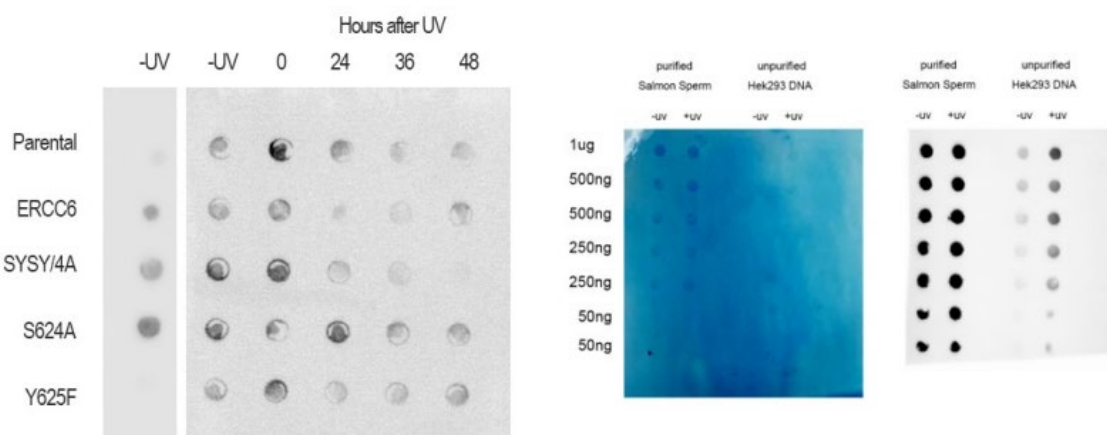 Hours after UV
-UV -UV 0 24 36 48
Parental
ERCC6
SYSY/4A
S624A
Y625F
purified unpurified
Salmon Sperm Hek293 DNA
-uv +uv -uv +uv
1ug
500ng
500ng
250ng
250ng
50ng
50ng
purified unpurified
Salmon Sperm Hek293 DNA
-uv +uv -uv +uv